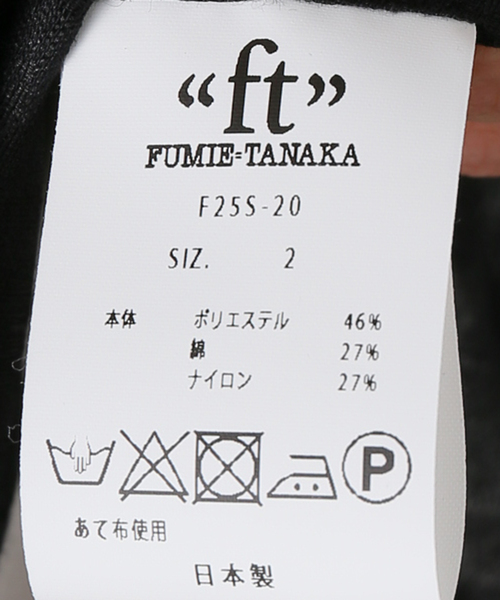 “ft”
FUMIE=TANAKA
F25S-20
SIZ. 2
本体 ポリエステル 46%
綿 27%
ナイロン 27%
P
あて布使用
日本製